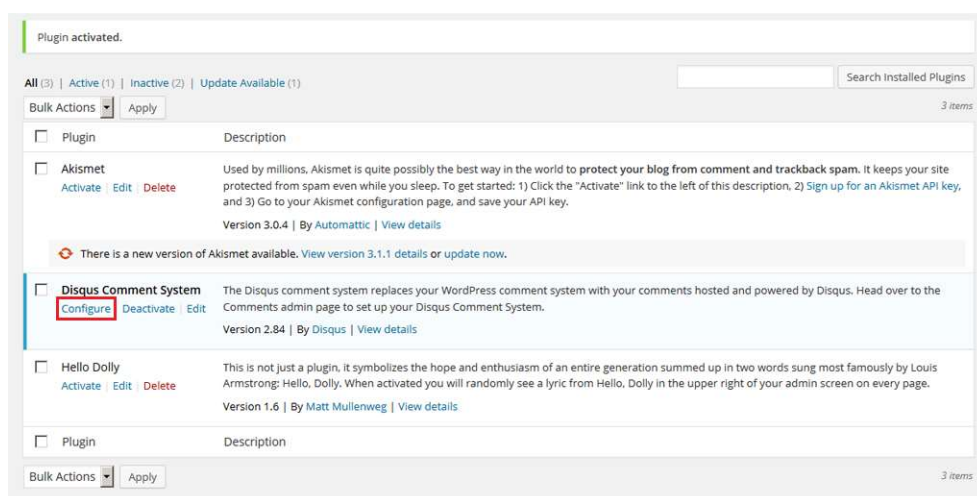 Plugin activated.
All (3) | Active (1) | Inactive (2) | Update Available (1)
Search Installed Plugins
Bulk Actions Apply
3 items
Plugin Description
Akismet
Activate | Edit | Delete
Used by millions, Akismet is quite possibly the best way in the world to protect your blog from comment and trackback spam. It keeps your site
protected from spam even while you sleep. To get started: 1) Click the "Activate" link to the left of this description, 2) Sign up for an Akismet API key,
and 3) Go to your Akismet configuration page, and save your API key.
Version 3.0.4 | By Automattic | View details
There is a new version of Akismet available. View version 3.1.1 details or update now.
Disqus Comment System
Configure | Deactivate | Edit
The Disqus comment system replaces your WordPress comment system with your comments hosted and powered by Disqus. Head over to the
Comments admin page to set up your Disqus Comment System.
Version 2.84 | By Disqus | View details
Hello Dolly
Activate | Edit | Delete
This is not just a plugin, it symbolizes the hope and enthusiasm of an entire generation summed up in two words sung most famously by Louis
Armstrong: Hello, Dolly. When activated you will randomly see a lyric from Hello, Dolly in the upper right of your admin screen on every page.
Version 1.6 | By Matt Mullenweg | View details
Plugin Description
Bulk Actions Apply
3 items